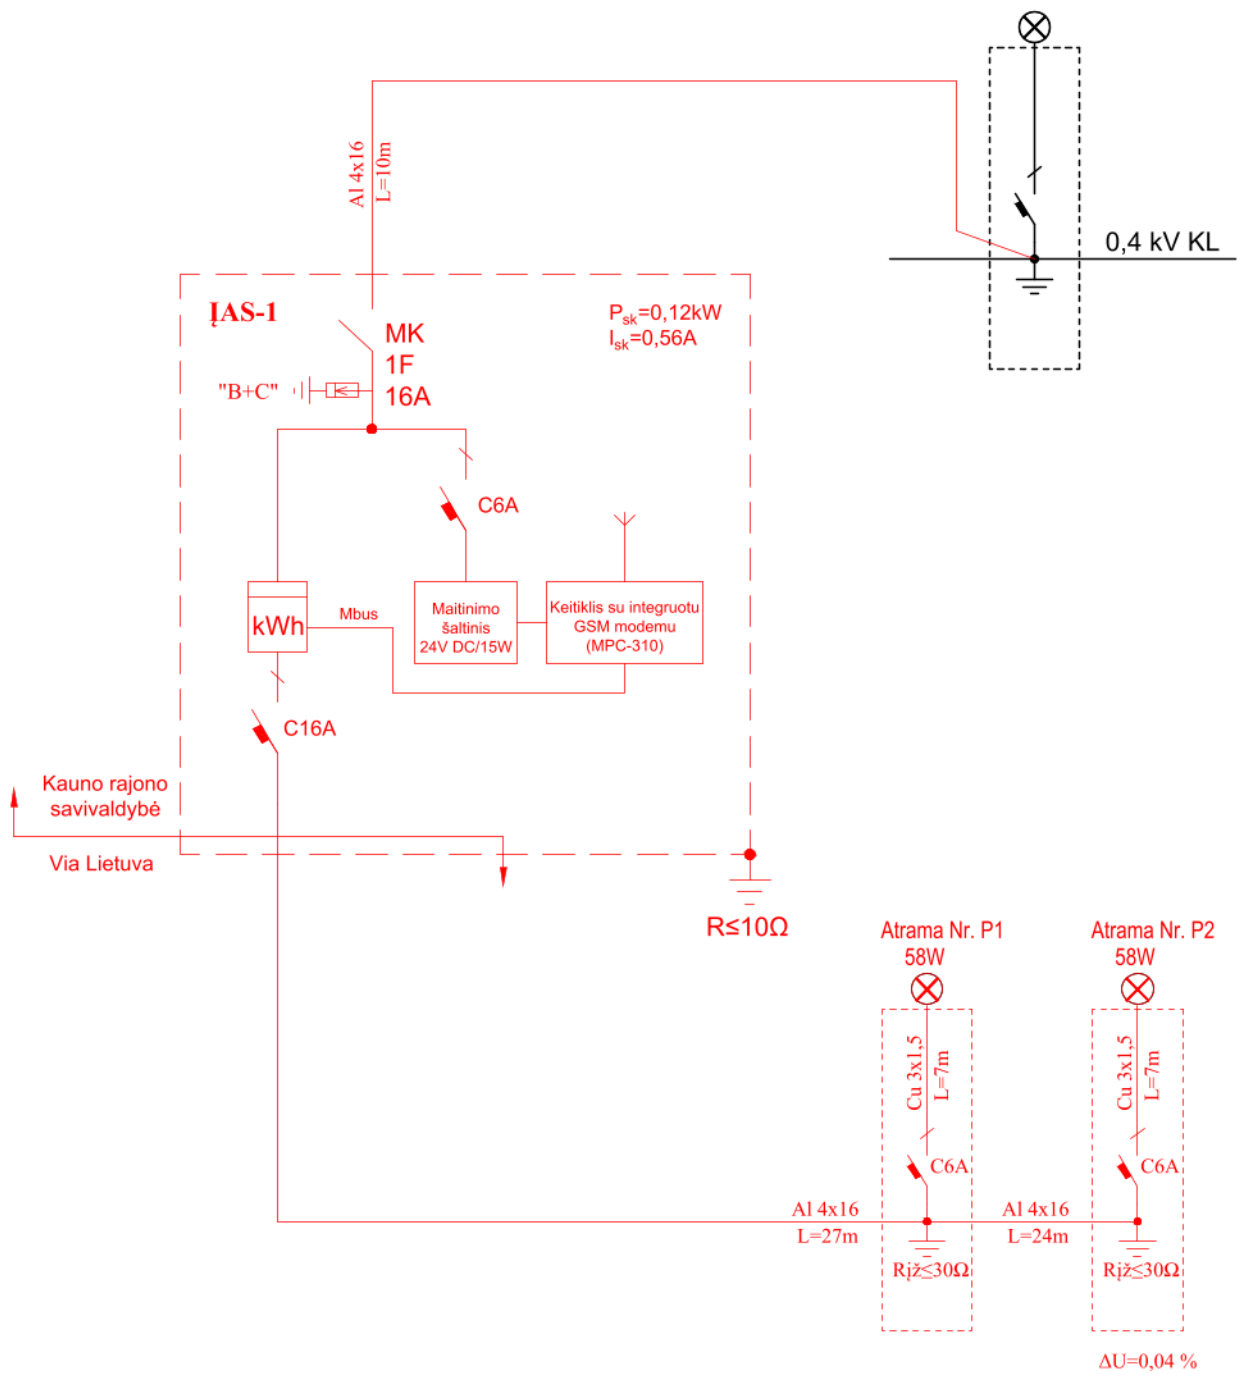 Al 4x16
L=10m
0,4 kV KL
ĮAS-1
Psk=0,12kW
Isk=0,56A
MK
1F
16A
"B+C"
C6A
kWh
Mbus
Maitinimo
šaltinis
24V DC/15W
Keitiklis su integruotu
GSM modemu
(MPC-310)
C16A
Kauno rajono
savivaldybė
Via Lietuva
R≤10Ω
Atrama Nr. P1
58W
Cu 3x1,5
L=7m
C6A
Atrama Nr. P2
58W
Cu 3x1,5
L=7m
C6A
Al 4x16
L=27m
Al 4x16
L=24m
Rįž≤30Ω
Rįž≤30Ω
ΔU=0,04 %